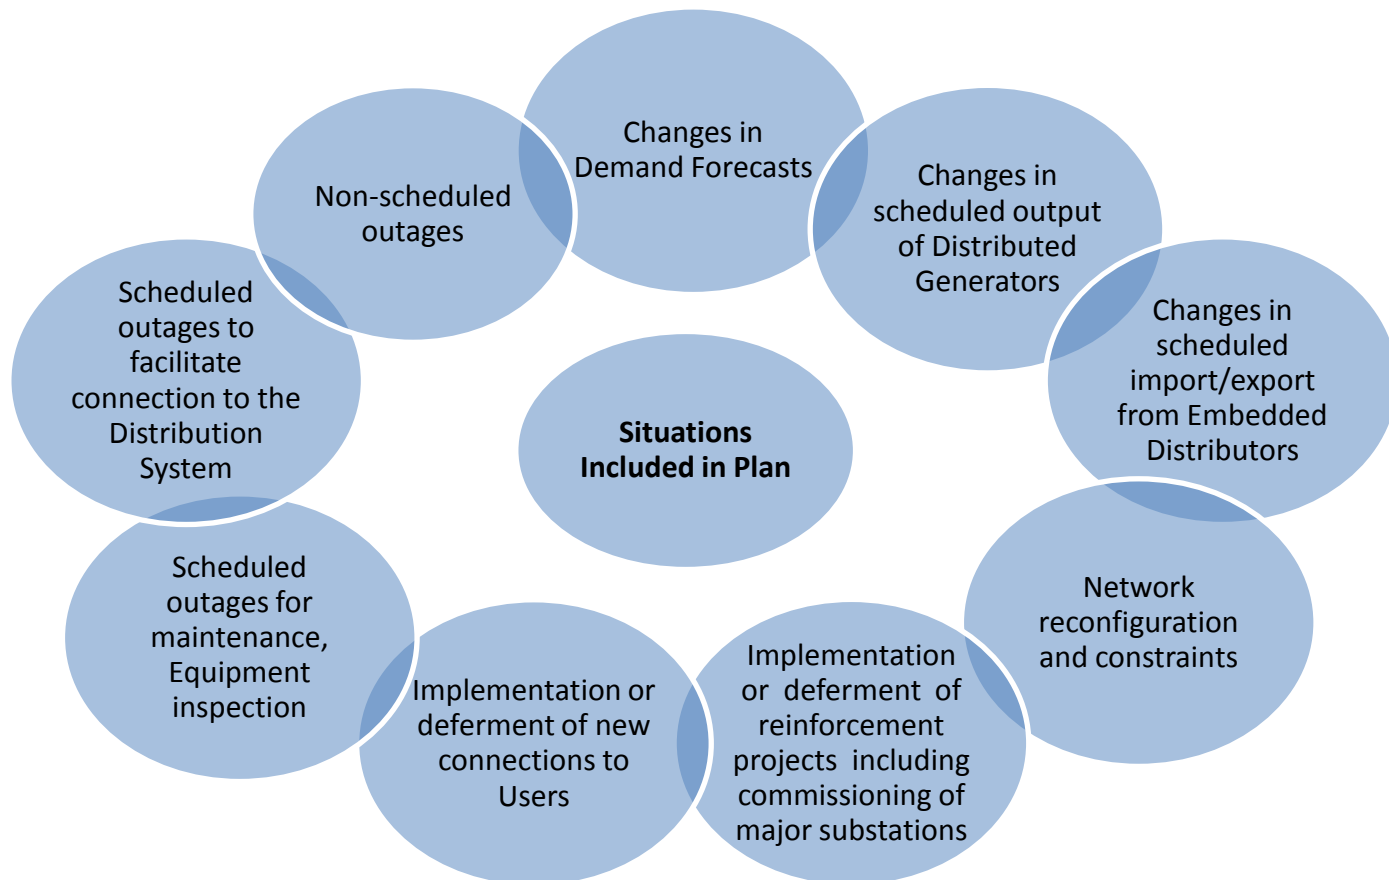 Changes in
Demand Forecasts
Changes in
scheduled output
of Distributed
Generators
Changes in
scheduled
import/export
from Embedded
Distributors
Network
reconfiguration
and constraints
Implementation
or deferment of
reinforcement
projects including
commissioning of
major substations
Implementation or
deferment of new
connections to
Users
Scheduled
outages for
maintenance,
Equipment
inspection
Scheduled
outages to
facilitate
connection to the
Distribution
System
Non-scheduled
outages
Situations
Included in Plan